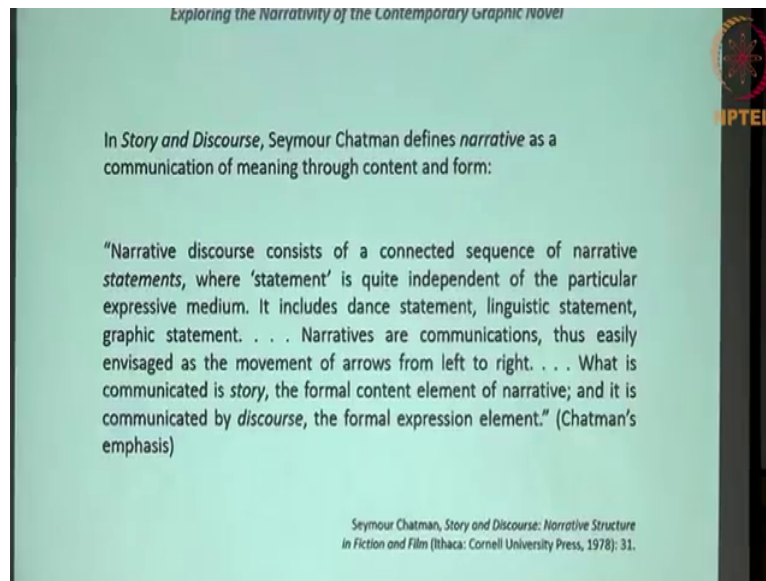 Exploring the Narrativity of the Contemporary Graphic Novel
NPTEL
In Story and Discourse, Seymour Chatman defines narrative as a
communication of meaning through content and form:
“Narrative discourse consists of a connected sequence of narrative
statements, where ‘statement’ is quite independent of the particular
expressive medium. It includes dance statement, linguistic statement,
graphic statement. . . . Narratives are communications, thus easily
envisaged as the movement of arrows from left to right. . . . What is
communicated is story, the formal content element of narrative; and it is
communicated by discourse, the formal expression element.” (Chatman’s
emphasis)
Seymour Chatman, Story and Discourse: Narrative Structure
in Fiction and Film (Ithaca: Cornell University Press, 1978): 31.